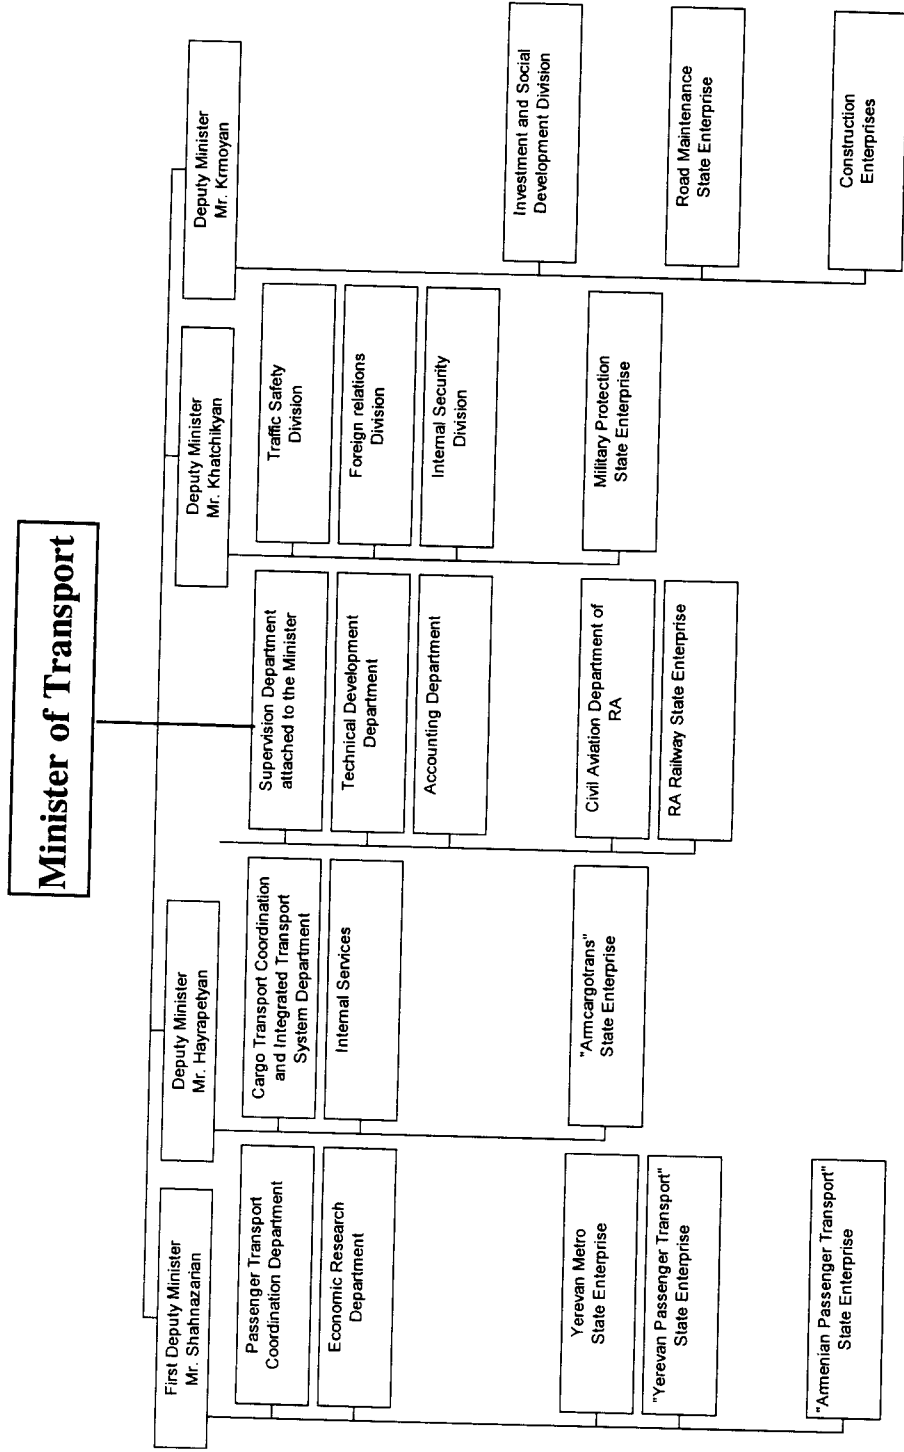 Minister of Transport
First Deputy Minister
Mr. Shahnazarian
Deputy Minister
Mr. Hayrapetyan
Deputy Minister
Mr. Khatchikyan
Deputy Minister
Mr. Krmoyan
Passenger Transport
Coordination Department
Economic Research
Department
Yerevan Metro
State Enterprise
"Yerevan Passenger Transport"
State Enterprise
"Armenian Passenger Transport"
State Enterprise
Cargo Transport Coordination
and Integrated Transport
System Department
Internal Services
"Armcargotrans"
State Enterprise
Supervision Department
attached to the Minister
Technical Development
Department
Accounting Department
Civil Aviation Department of
RA
RA Railway State Enterprise
Traffic Safety
Division
Foreign relations
Division
Internal Security
Division
Military Protection
State Enterprise
Investment and Social
Development Division
Road Maintenance
State Enterprise
Construction
Enterprises